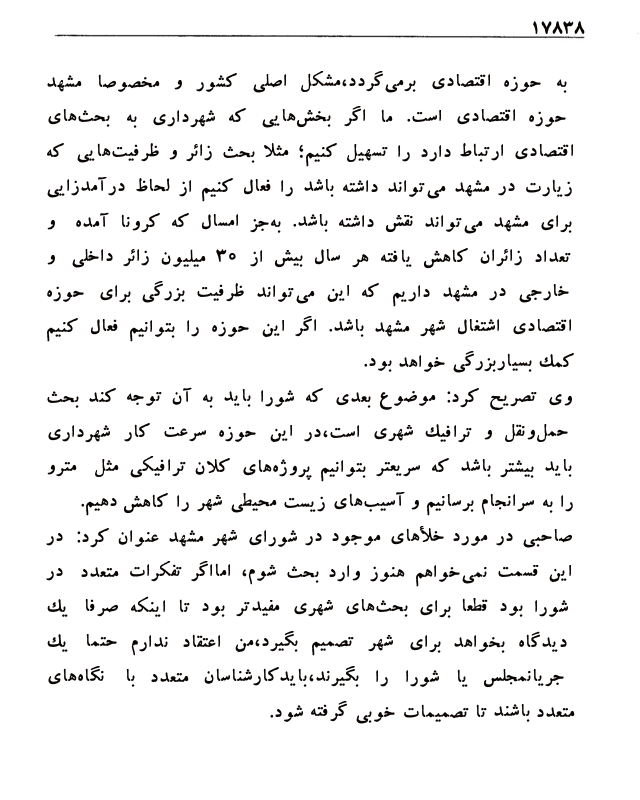 ۱۷۸۳۸
به حوزه اقتصادی برمی‌گردد،مشکل اصلی کشور و مخصوصا مشهد
حوزه اقتصادی است. ما اگر بخش‌هایی که شهرداری به بحث‌های
اقتصادی ارتباط دارد را تسهیل کنیم؛ مثلا بحث زائر و ظرفیت‌هایی که
زیارت در مشهد می‌تواند داشته باشد را فعال کنیم از لحاظ درآمدزایی
برای مشهد می‌تواند نقش داشته باشد. به‌جز امسال که کرونا آمده و
تعداد زائران کاهش یافته هر سال بیش از ۳۰ میلیون زائر داخلی و
خارجی در مشهد داریم که این می‌تواند ظرفیت بزرگی برای حوزه
اقتصادی اشتغال شهر مشهد باشد. اگر این حوزه را بتوانیم فعال کنیم
کمك بسیاربزرگی خواهد بود.
وی تصریح کرد: موضوع بعدی که شورا باید به آن توجه کند بحث
حمل‌ونقل و ترافیك شهری است،در این حوزه سرعت کار شهرداری
باید بیشتر باشد که سریعتر بتوانیم پروژه‌های کلان ترافیکی مثل مترو
را به سرانجام برسانیم و آسیب‌های زیست محیطی شهر را کاهش دهیم.
صاحبی در مورد خلأهای موجود در شورای شهر مشهد عنوان کرد: در
این قسمت نمی‌خواهم هنوز وارد بحث شوم، امااگر تفکرات متعدد در
شورا بود قطعا برای بحث‌های شهری مفیدتر بود تا اینکه صرفا یك
دیدگاه بخواهد برای شهر تصمیم بگیرد،من اعتقاد ندارم حتما یك
جریانمجلس یا شورا را بگیرند،بایدکارشناسان متعدد با نگاه‌های
متعدد باشند تا تصمیمات خوبی گرفته شود.